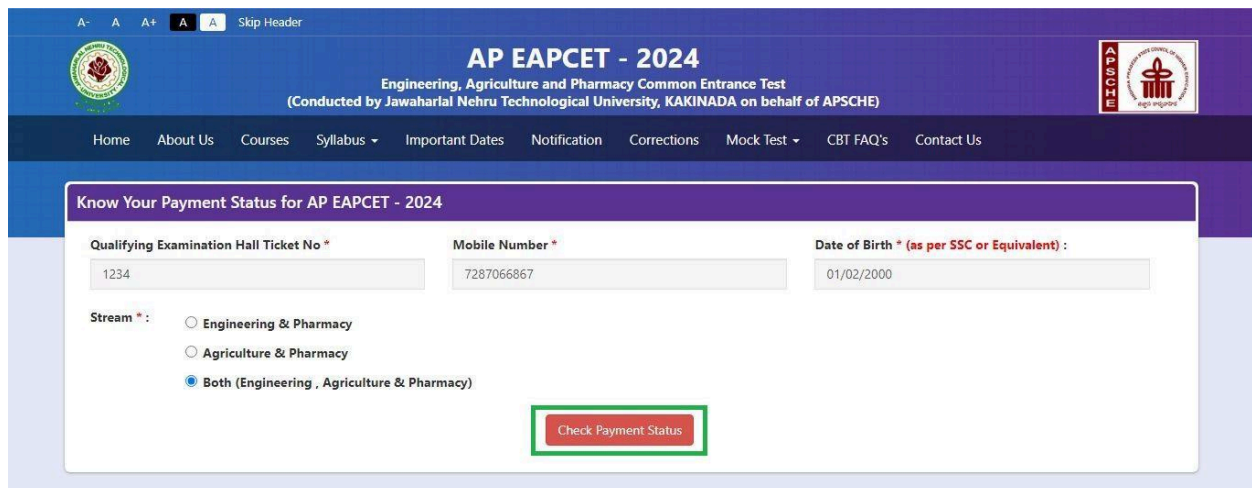 A- A A+ A A Skip Header
AP EAPCET - 2024
Engineering, Agriculture and Pharmacy Common Entrance Test
(Conducted by Jawaharlal Nehru Technological University, KAKINADA on behalf of APSCHE)
APSCHE
Home About Us Courses Syllabus Important Dates Notification Corrections Mock Test CBT FAQ's Contact Us
Know Your Payment Status for AP EAPCET - 2024
Qualifying Examination Hall Ticket No * Mobile Number * Date of Birth * (as per SSC or Equivalent) :
1234 7287066867 01/02/2000
Stream * : Engineering & Pharmacy
Agriculture & Pharmacy
Both (Engineering , Agriculture & Pharmacy)
Check Payment Status